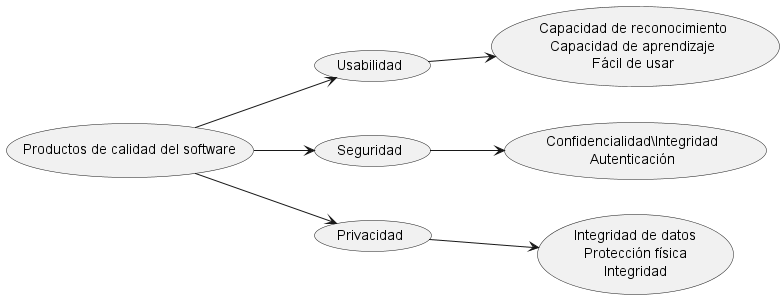 Productos de calidad del software
Usabilidad
Capacidad de reconocimiento
Capacidad de aprendizaje
Fácil de usar
Seguridad
Confidencialidad\Integridad
Autenticación
Privacidad
Integridad de datos
Protección física
Integridad